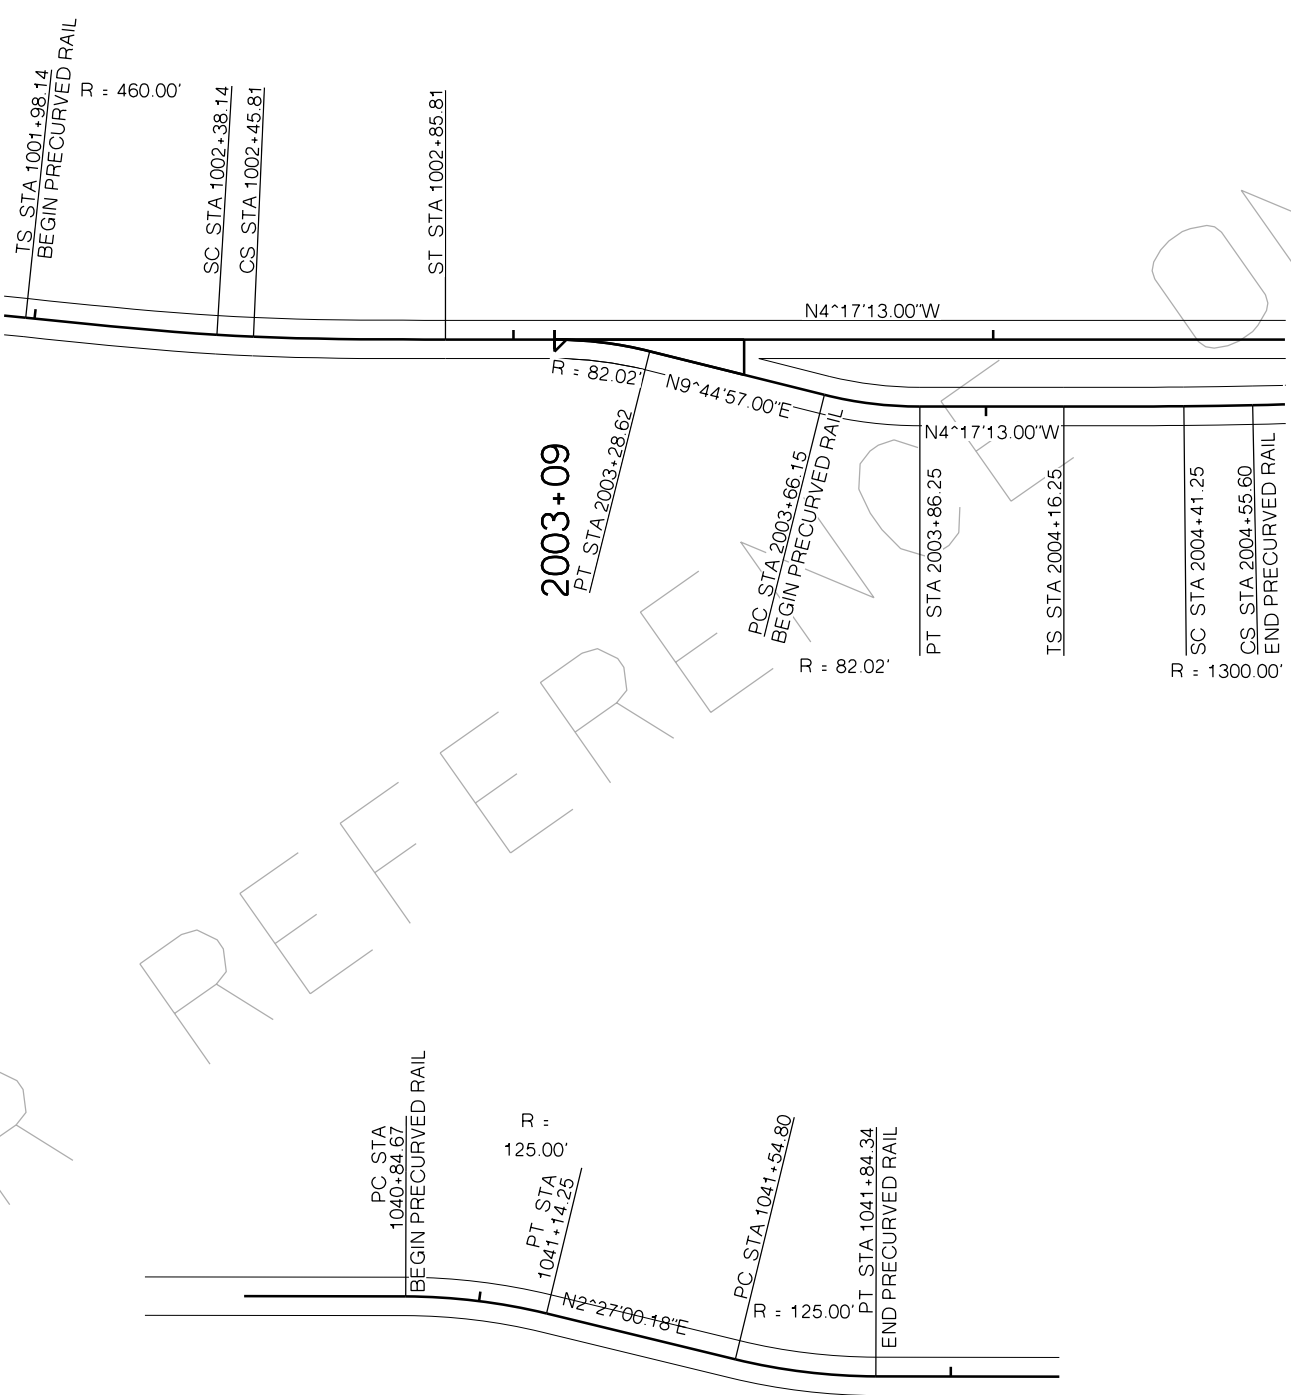 TS STA 1001+98.14
BEGIN PRECURVED RAIL
R = 460.00'
SC STA 1002+38.14
CS STA 1002+45.81
ST STA 1002+85.81
N4^17'13.00"W
R = 82.02'
N9^44'57.00"E
2003+09
PT STA 2003+28.62
PC STA 2003+66.15
BEGIN PRECURVED RAIL
R = 82.02'
N4^17'13.00"W
PT STA 2003+86.25
TS STA 2004+16.25
SC STA 2004+41.25
CS STA 2004+55.60
END PRECURVED RAIL
R = 1300.00'
REFERENCE
PC STA
1040+84.67
BEGIN PRECURVED RAIL
R =
125.00'
PT STA
1041+14.25
N2^27'00.18"E
PC STA 1041+54.80
R = 125.00'
PT STA 1041+84.34
END PRECURVED RAIL